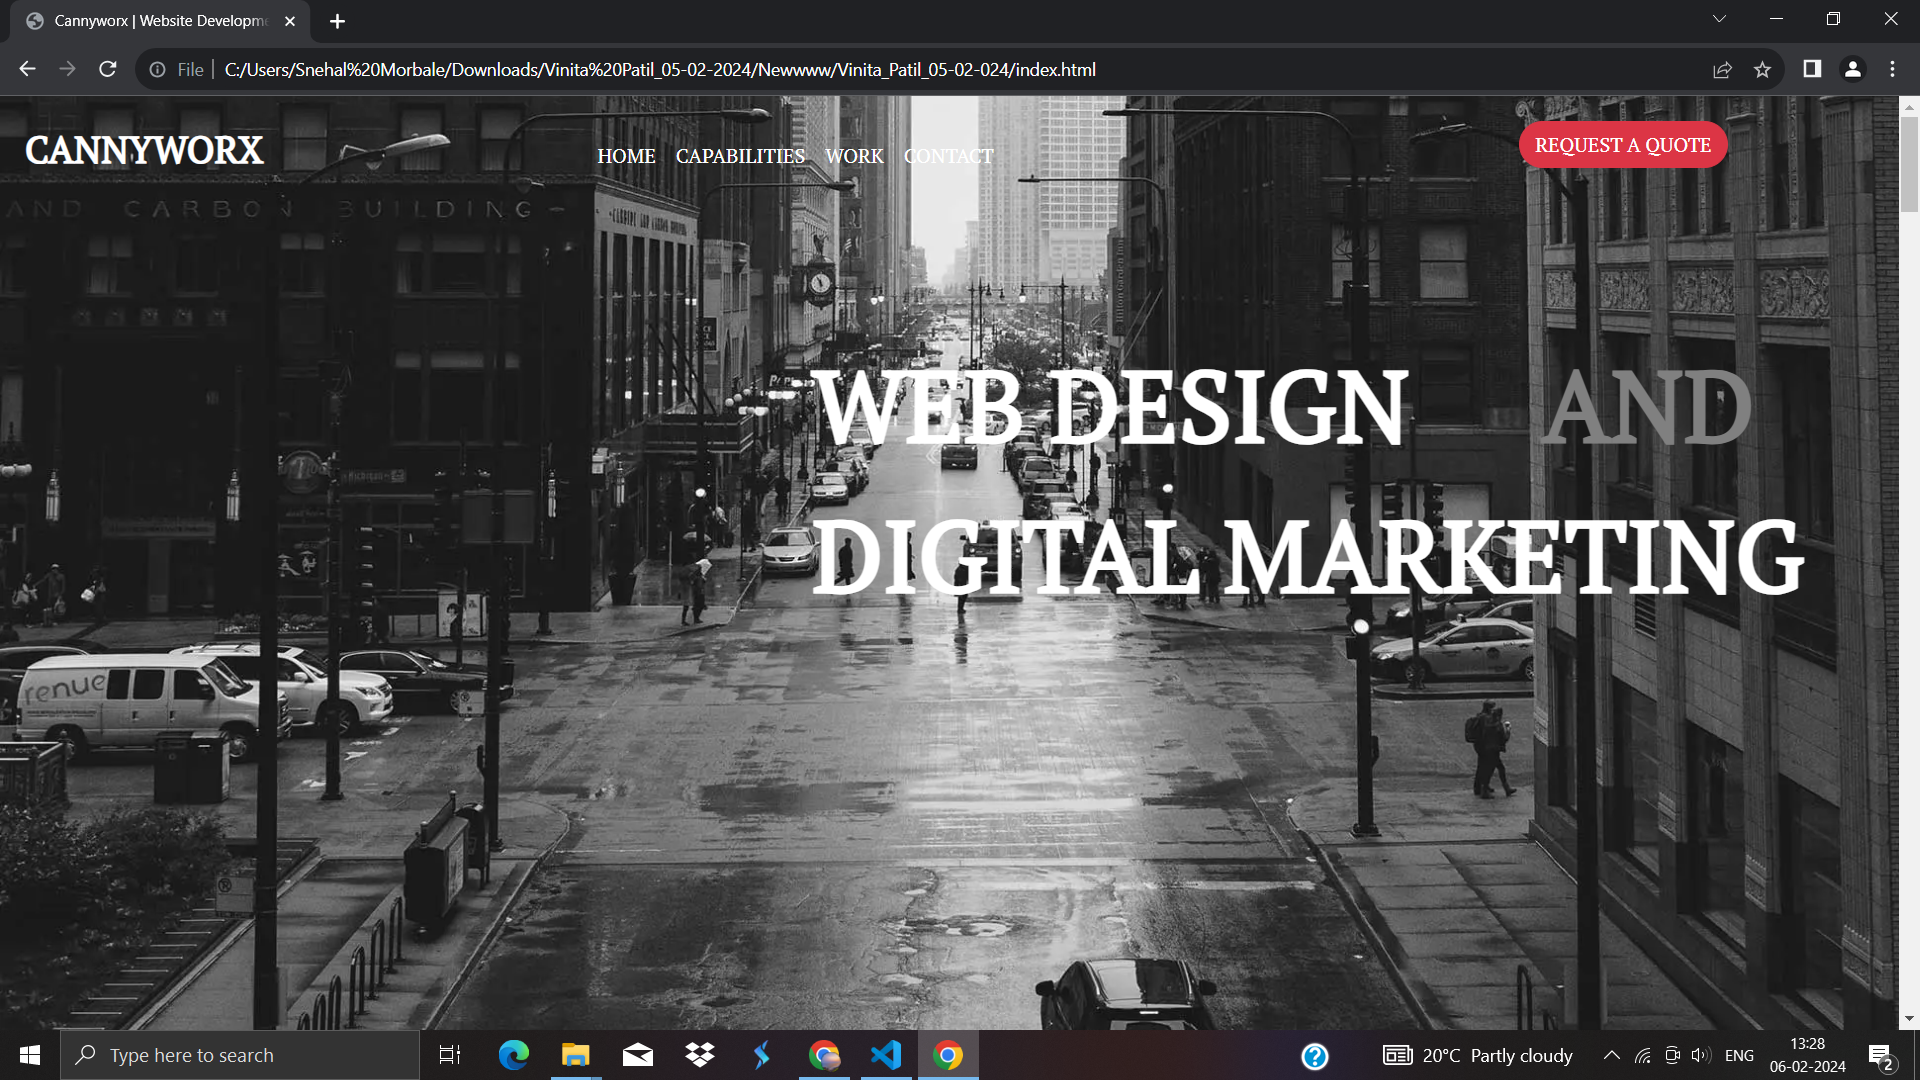 Cannyworx | Website Developme
File
C:/Users/Snehal%20Morbale/Downloads/Vinita%20Patil_05-02-2024/Newwww/Vinita_Patil_05-02-024/index.html
CANNYWORX
HOME CAPABILITIES WORK CONTACT
REQUEST A QUOTE
AND CARBON BUILDING
WEB DESIGN AND
DIGITAL MARKETING
renue
Type here to search
20°C Partly cloudy
ENG
13:28
06-02-2024
2